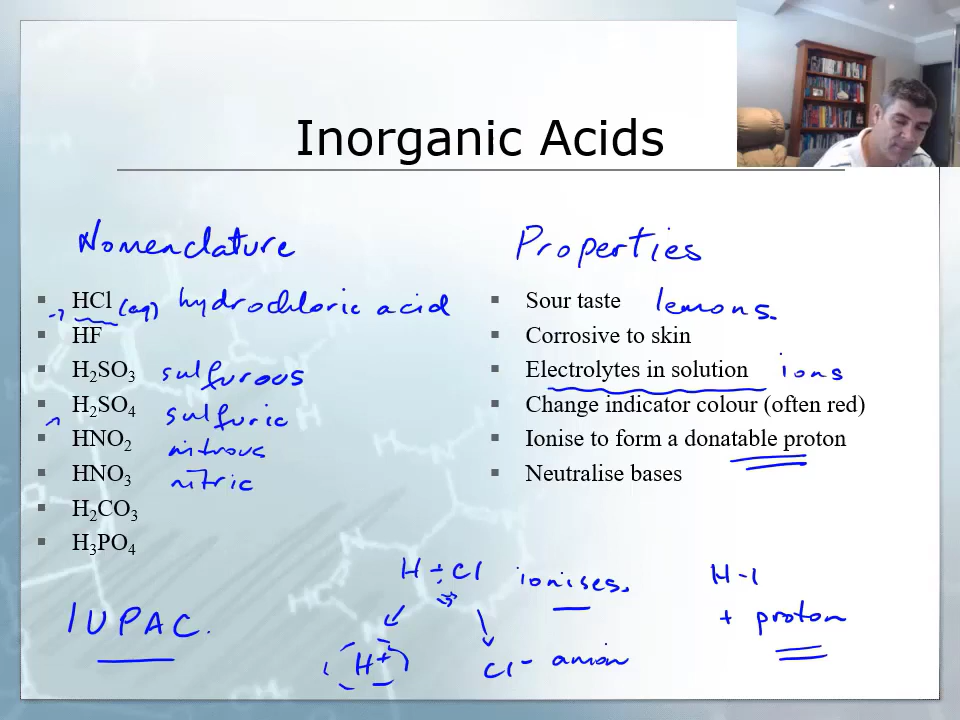 Inorganic Acids
Nomenclature
HCl (aq) hydrochloric acid
HF
H₂SO₃ sulfurous
H₂SO₄ sulfuric
HNO₂ nitrous
HNO₃ nitric
H₂CO₃
H₃PO₄
IUPAC.
Properties
Sour taste lemons.
Corrosive to skin
Electrolytes in solution ions
Change indicator colour (often red)
Ionise to form a donatable proton
Neutralise bases
H Cl ionises.
H+
Cl- anion
H-1
+ proton